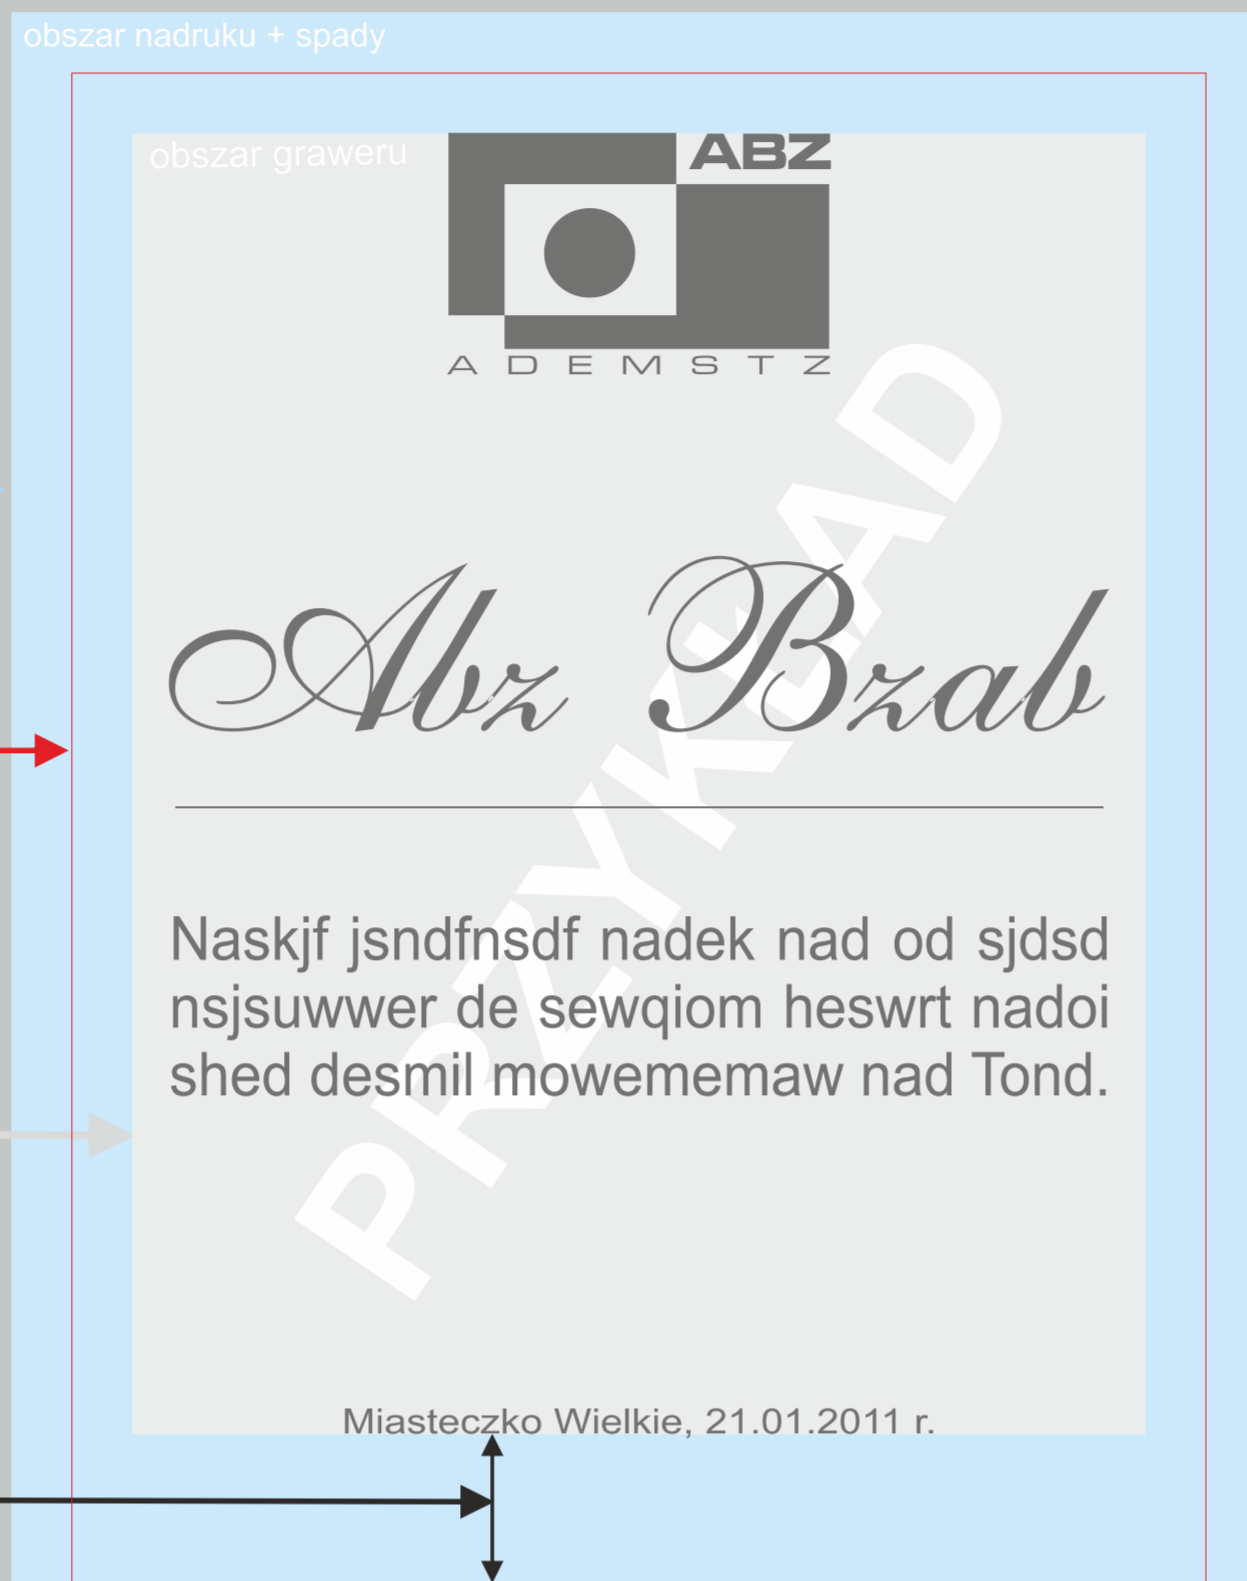 obszar nadruku + spady
obszar graweru
ABZ
ADEMSTZ
PRZYKŁAD
Abz Bzab
Naskjf jsndfnsdf nadek nad od sjdsd
nsjsuwwer de sewqiom heswrt nadoi
shed desmil mowememaw nad Tond.
Miasteczko Wielkie, 21.01.2011 r.